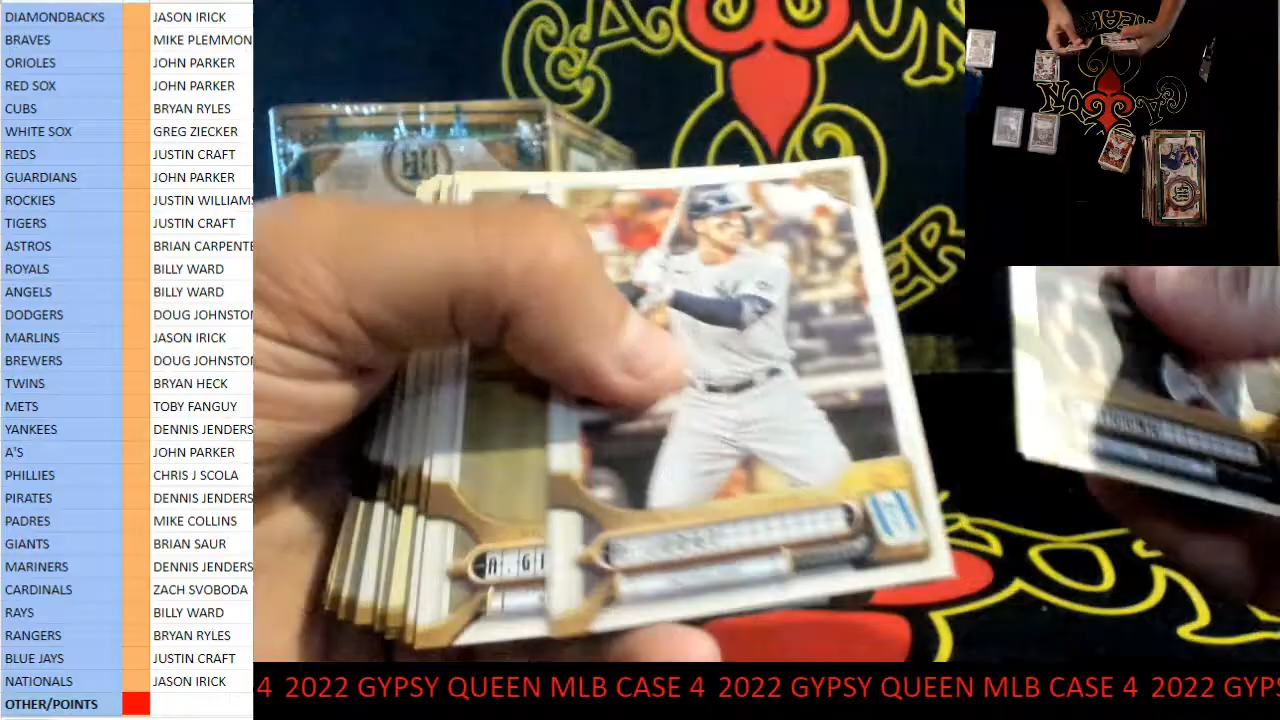 DIAMONDBACKS JASON IRICK
BRAVES MIKE PLEMMON
ORIOLES JOHN PARKER
RED SOX JOHN PARKER
CUBS BRYAN RYLES
WHITE SOX GREG ZIECKER
REDS JUSTIN CRAFT
GUARDIANS JOHN PARKER
ROCKIES JUSTIN WILLIAMS
TIGERS JUSTIN CRAFT
ASTROS BRIAN CARPENTE
ROYALS BILLY WARD
ANGELS BILLY WARD
DODGERS DOUG JOHNSTO
MARLINS JASON IRICK
BREWERS DOUG JOHNSTO
TWINS BRYAN HECK
METS TOBY FANGUY
YANKEES DENNIS JENDERS
A'S JOHN PARKER
PHILLIES CHRIS J SCOLA
PIRATES DENNIS JENDERS
PADRES MIKE COLLINS
GIANTS BRIAN SAUR
MARINERS DENNIS JENDERS
CARDINALS ZACH SVOBODA
RAYS BILLY WARD
RANGERS BRYAN RYLES
BLUE JAYS JUSTIN CRAFT
NATIONALS JASON IRICK
OTHER/POINTS
A. GI
4 2022 GYPSY QUEEN MLB CASE 4 2022 GYPSY QUEEN MLB CASE 4 2022 GYPS